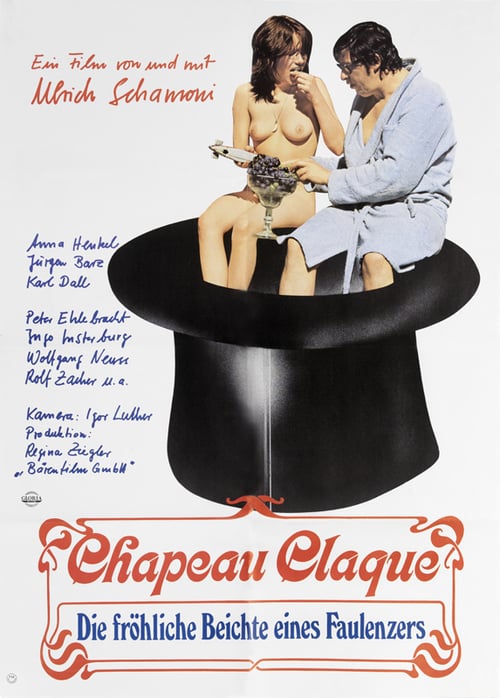 Ein Film von und mit
Ulrich Schamoni
Anna Henkel
Jürgen Barz
Karl Dall
Peter Ehlebracht
Ingo Insterburg
Wolfgang Neuss
Rolf Zacher u.a.
Kamera: Igor Luther
Produktion:
Regina Ziegler
"Bärenfilm GmbH"
GLORIA
Chapeau Claque
Die fröhliche Beichte eines Faulenzers